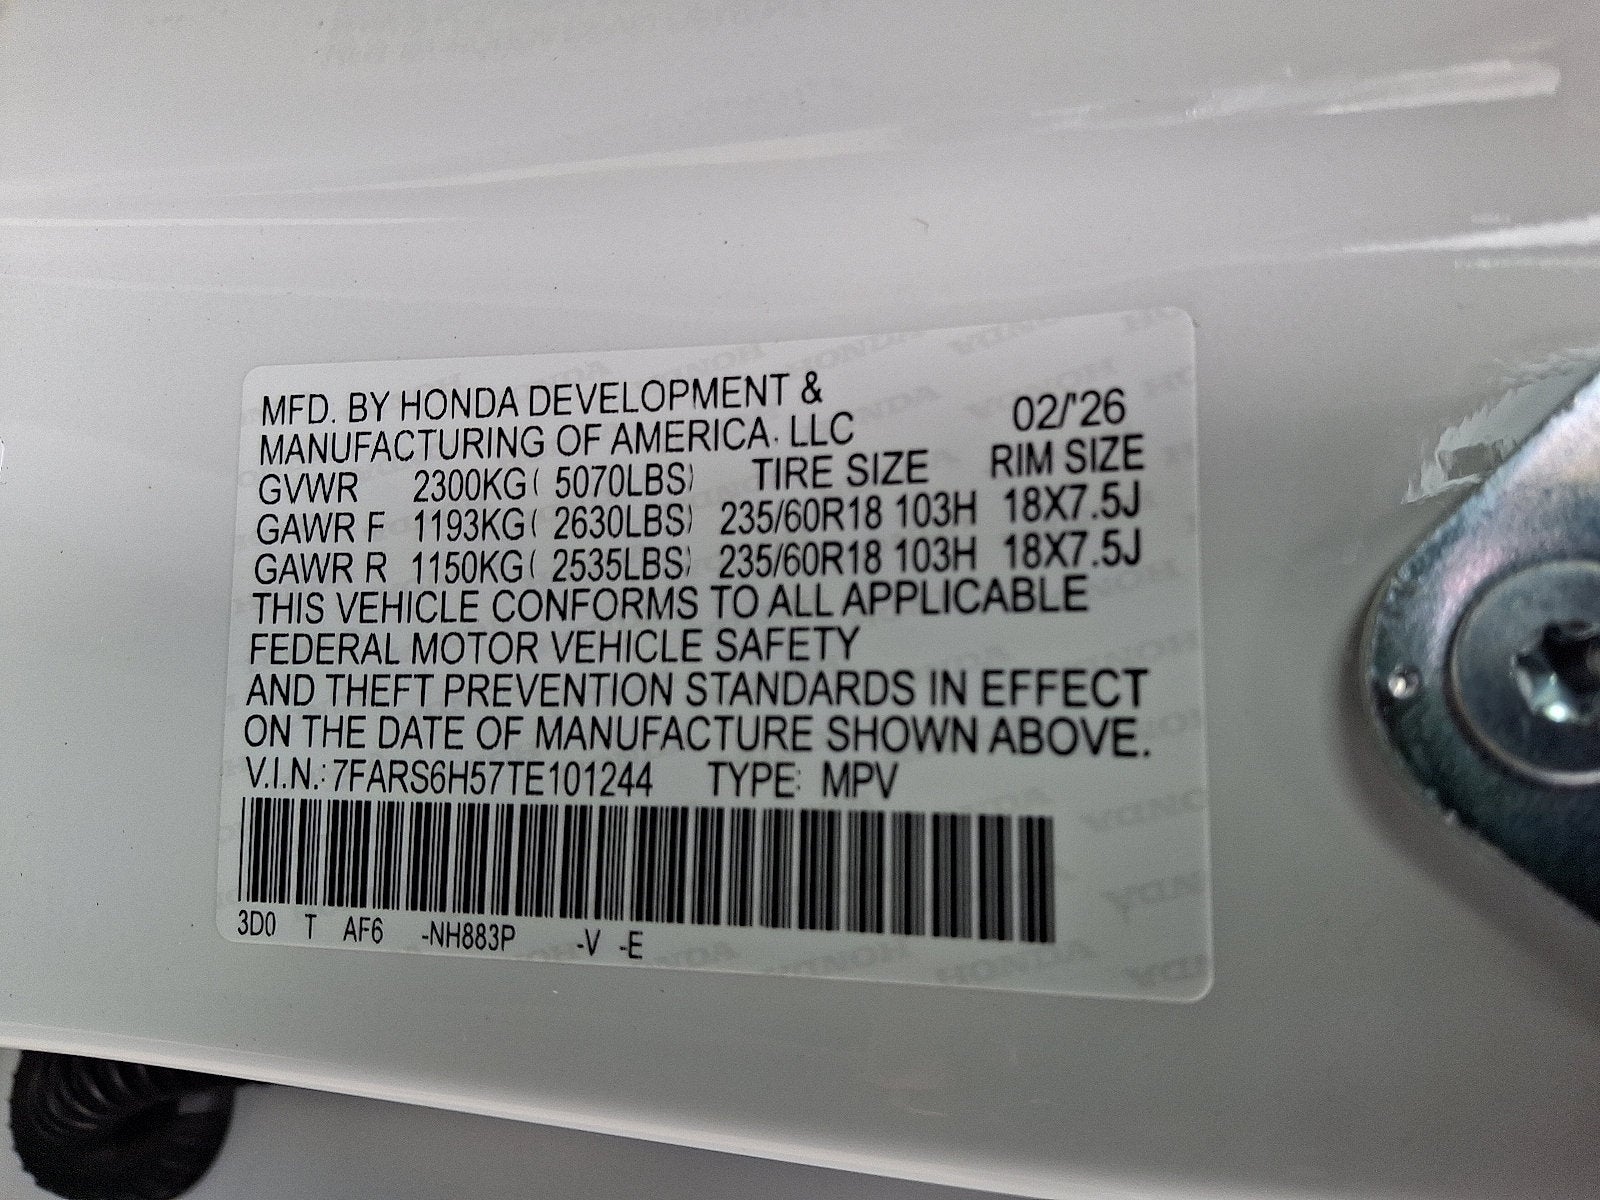 MFD. BY HONDA DEVELOPMENT &
MANUFACTURING OF AMERICA. LLC 02/'26
GVWR 2300KG( 5070LBS) TIRE SIZE RIM SIZE
GAWR F 1193KG( 2630LBS) 235/60R18 103H 18X7.5J
GAWR R 1150KG( 2535LBS) 235/60R18 103H 18X7.5J
THIS VEHICLE CONFORMS TO ALL APPLICABLE
FEDERAL MOTOR VEHICLE SAFETY
AND THEFT PREVENTION STANDARDS IN EFFECT
ON THE DATE OF MANUFACTURE SHOWN ABOVE.
V.I.N.: 7FARS6H57TE101244 TYPE: MPV
3D0 T AF6 -NH883P -V -E